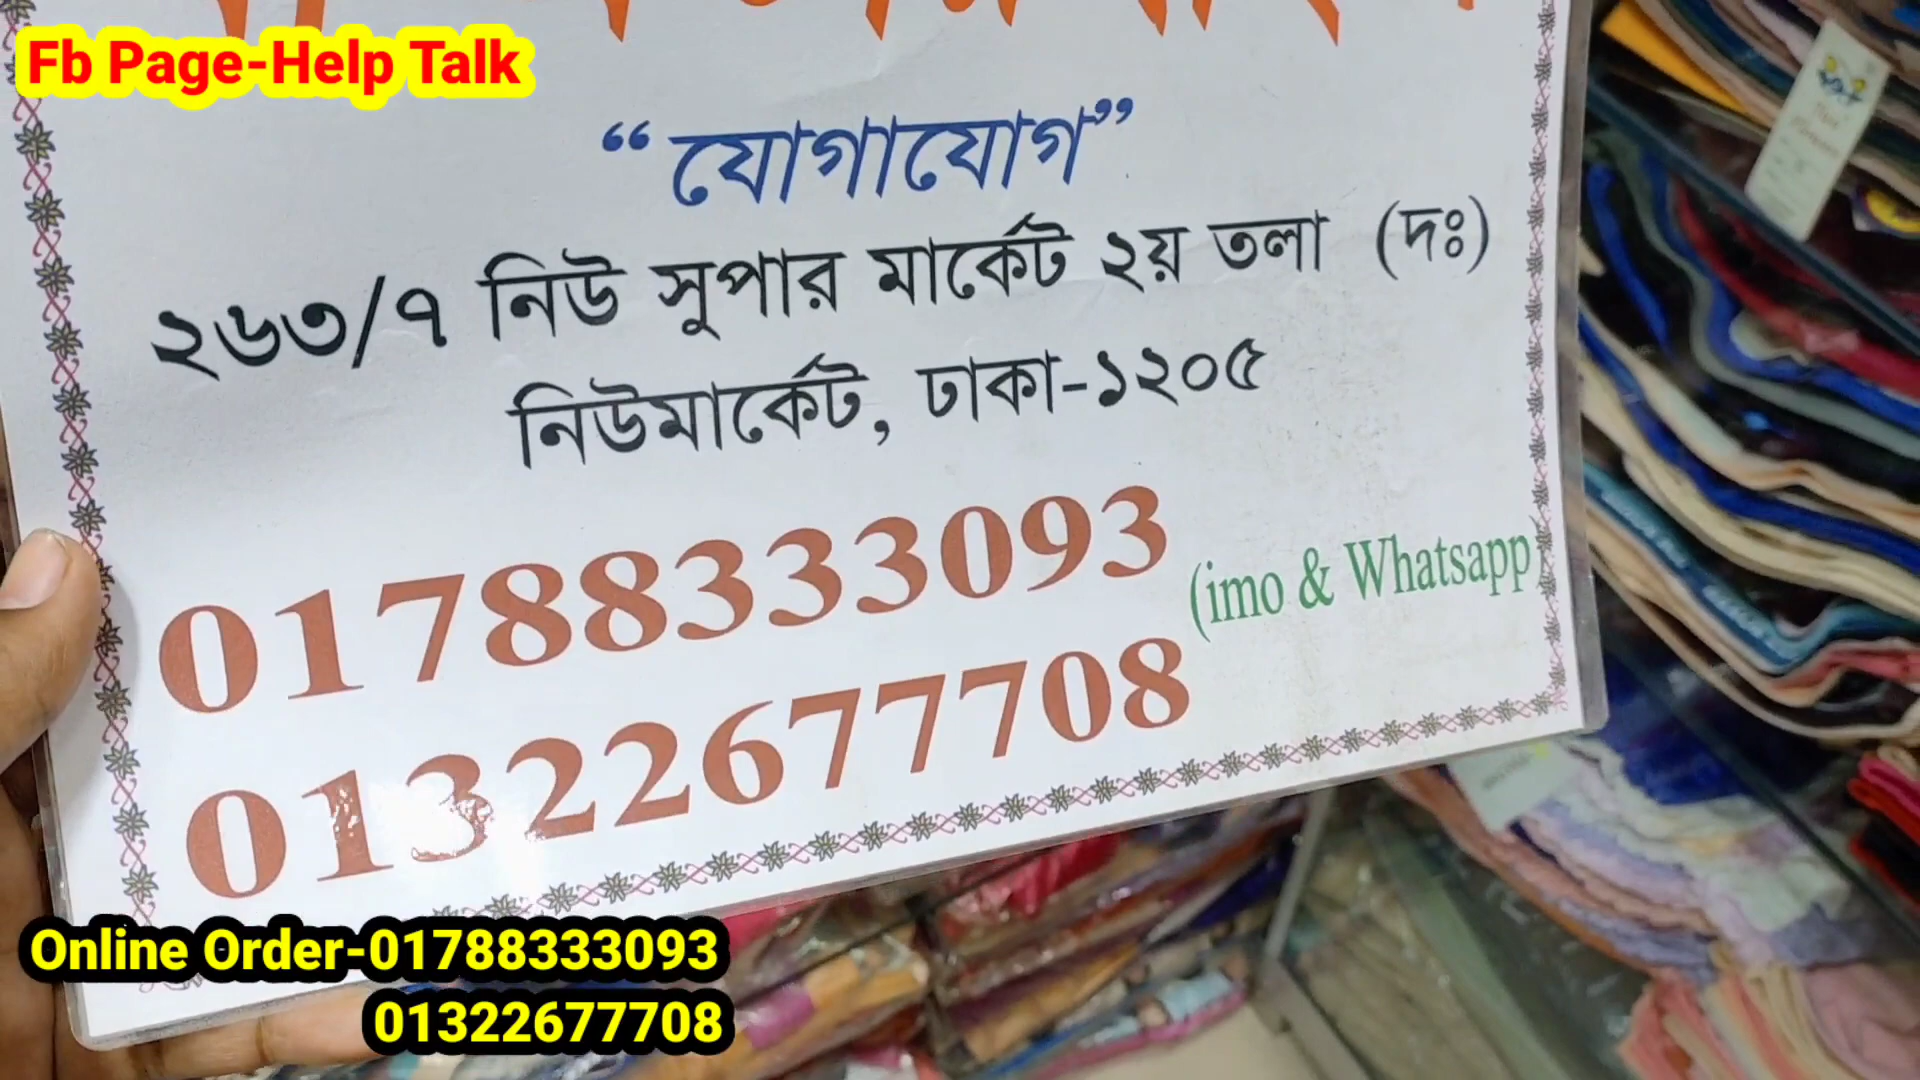 Fb Page-Help Talk
“যোগাযোগ”
২৬৩/৭ নিউ সুপার মার্কেট ২য় তলা (দঃ)
নিউমার্কেট, ঢাকা-১২০৫
01788333093
(imo & Whatsapp)
01322677708
Online Order-01788333093
01322677708